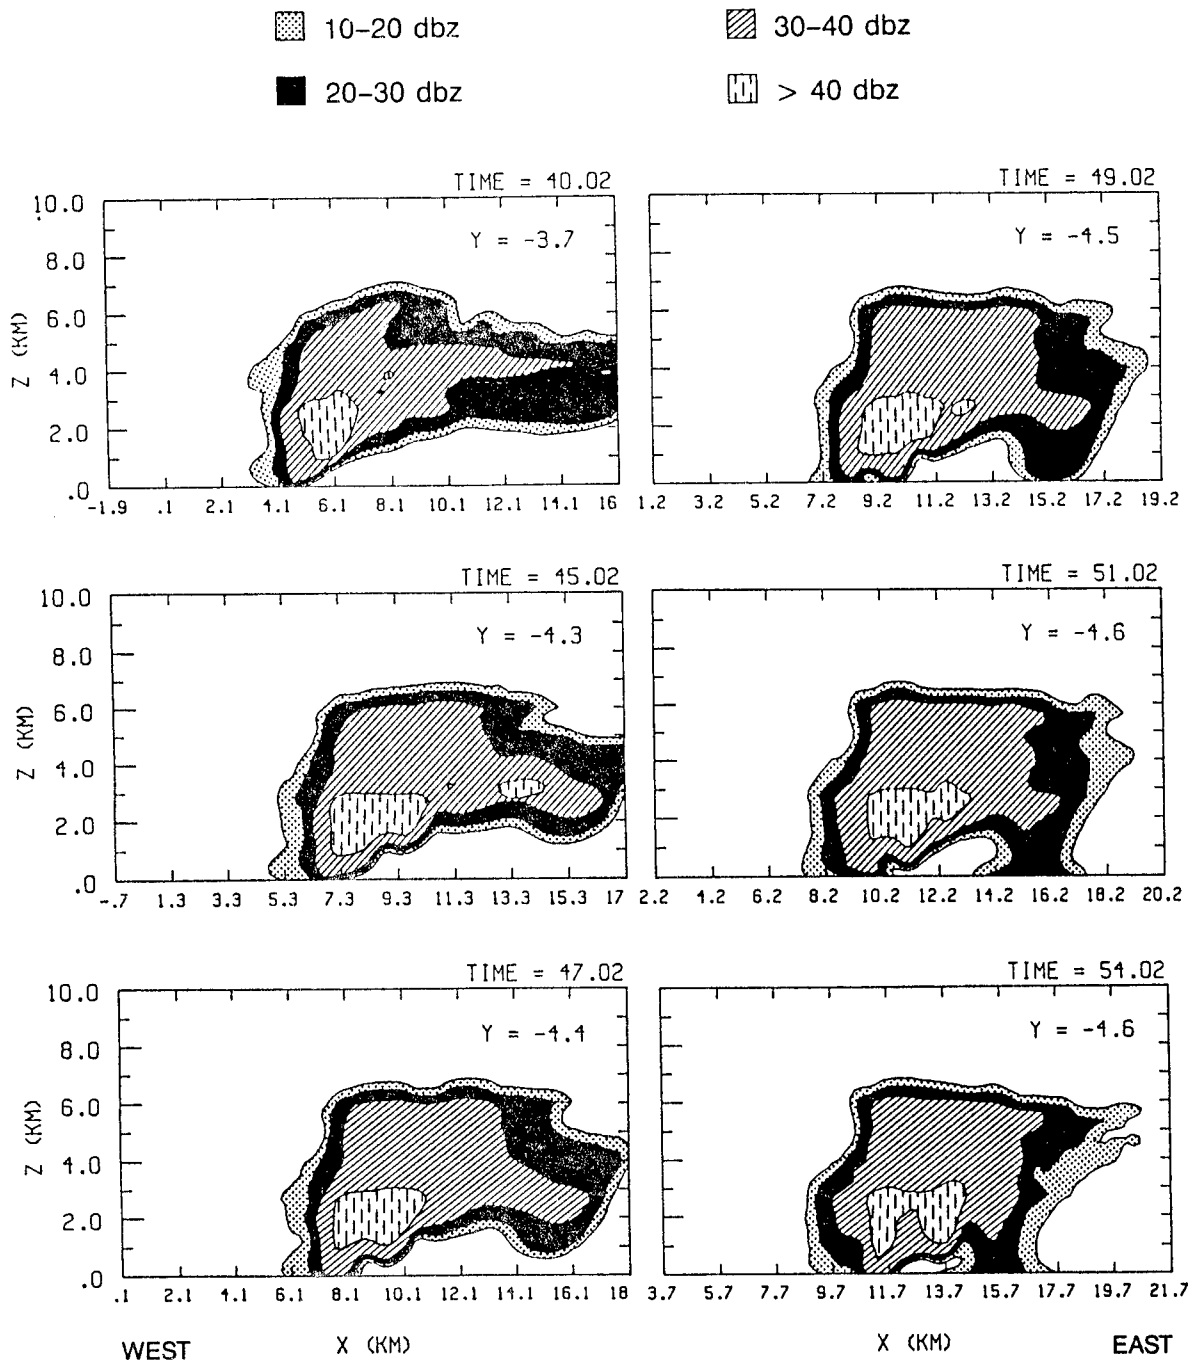 10–20 dbz
30–40 dbz
20–30 dbz
> 40 dbz
TIME = 40.02
10.0
Y = -3.7
8.0
6.0
Z (KM)
4.0
2.0
.0
-1.9 .1 2.1 4.1 6.1 8.1 10.1 12.1 14.1 16
TIME = 49.02
Y = -4.5
1.2 3.2 5.2 7.2 9.2 11.2 13.2 15.2 17.2 19.2
TIME = 45.02
10.0
Y = -4.3
8.0
6.0
Z (KM)
4.0
2.0
.0
-.7 1.3 3.3 5.3 7.3 9.3 11.3 13.3 15.3 17
TIME = 51.02
Y = -4.6
2.2 4.2 6.2 8.2 10.2 12.2 14.2 16.2 18.2 20.2
TIME = 47.02
10.0
Y = -4.4
8.0
6.0
Z (KM)
4.0
2.0
.0
.1 2.1 4.1 6.1 8.1 10.1 12.1 14.1 16.1 18
TIME = 54.02
Y = -4.6
3.7 5.7 7.7 9.7 11.7 13.7 15.7 17.7 19.7 21.7
WEST X (KM) X (KM) EAST